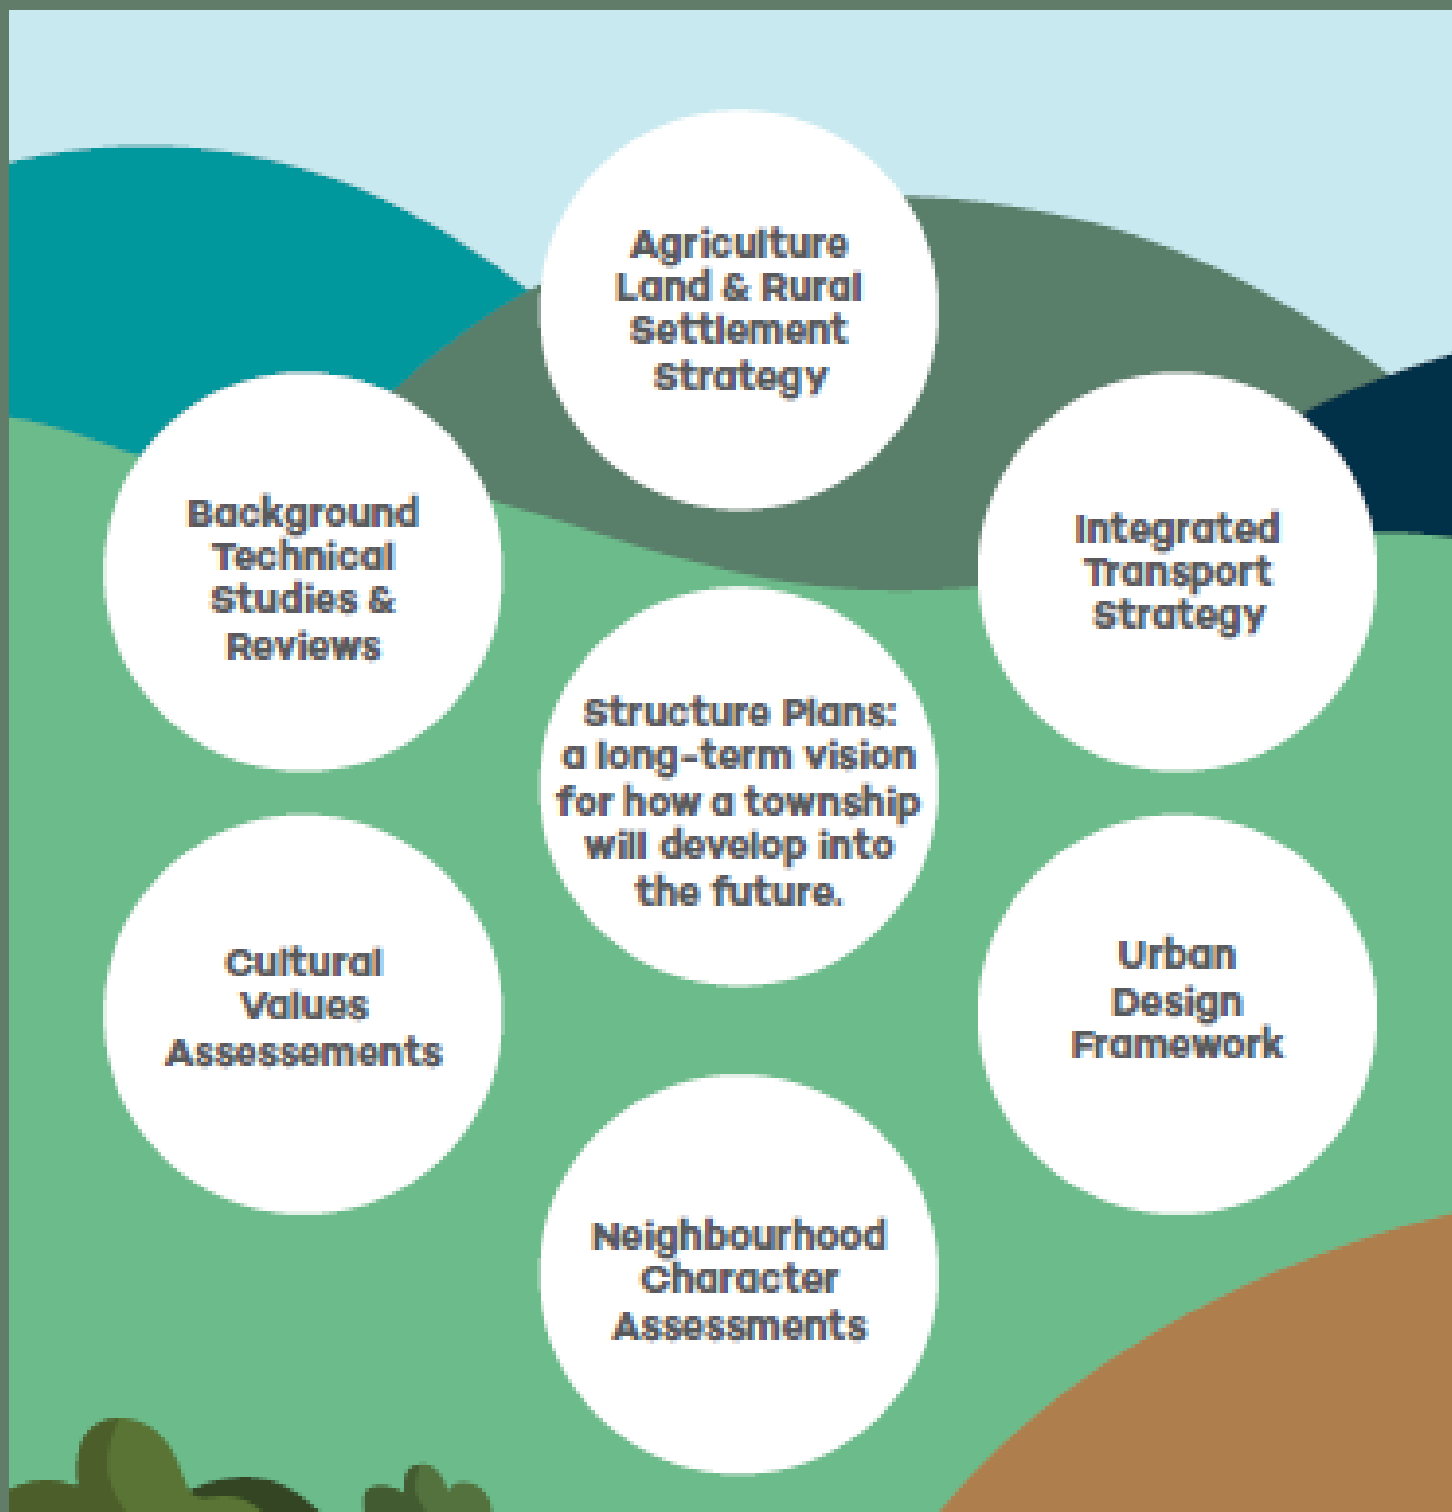 Agriculture
Land & Rural
Settlement
Strategy
Background
Technical
Studies &
Reviews
Integrated
Transport
Strategy
Structure Plans:
a long-term vision
for how a township
will develop into
the future.
Cultural
Values
Assessements
Urban
Design
Framework
Neighbourhood
Character
Assessments